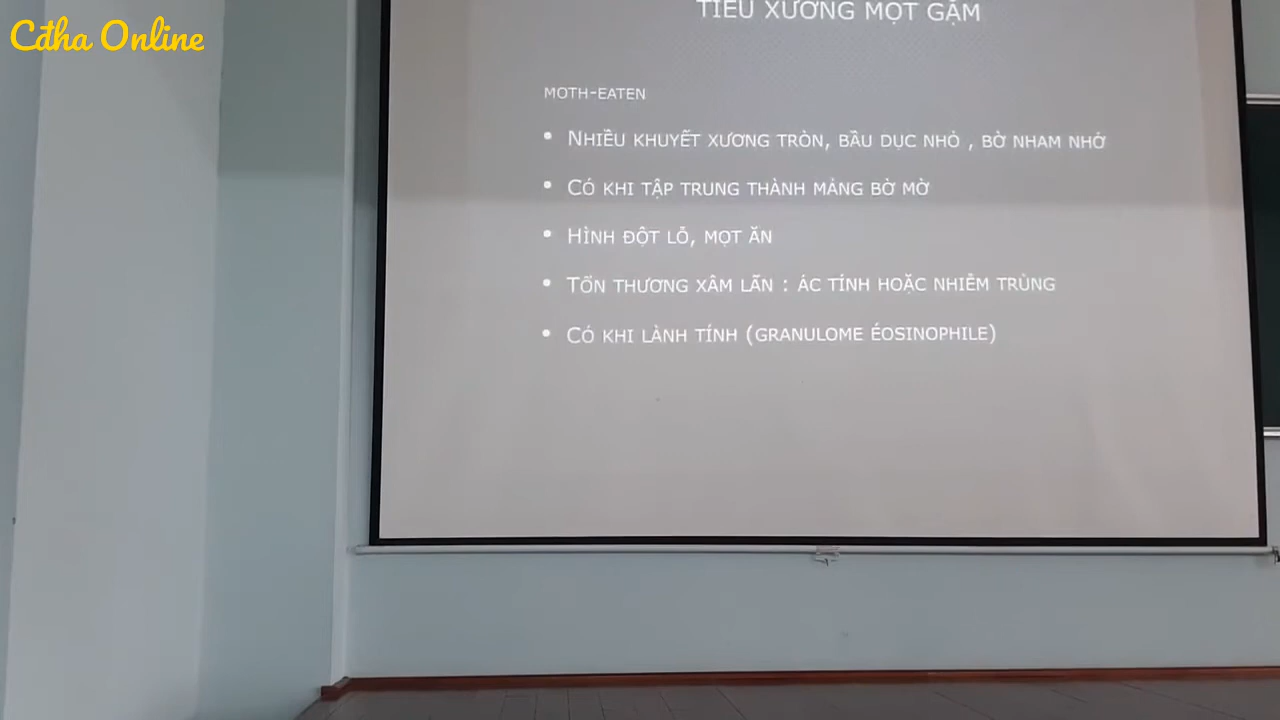 Cđha Online
TIÊU XƯƠNG MỌT GẶM
MOTH-EATEN
• NHIỀU KHUYẾT XƯƠNG TRÒN, BẦU DỤC NHỎ , BỜ NHAM NHỞ
• CÓ KHI TẬP TRUNG THÀNH MẢNG BỜ MỜ
• HÌNH ĐỘT LỖ, MỌT ĂN
• TỔN THƯƠNG XÂM LẤN : ÁC TÍNH HOẶC NHIỄM TRÙNG
• CÓ KHI LÀNH TÍNH (GRANULOME ÉOSINOPHILE)